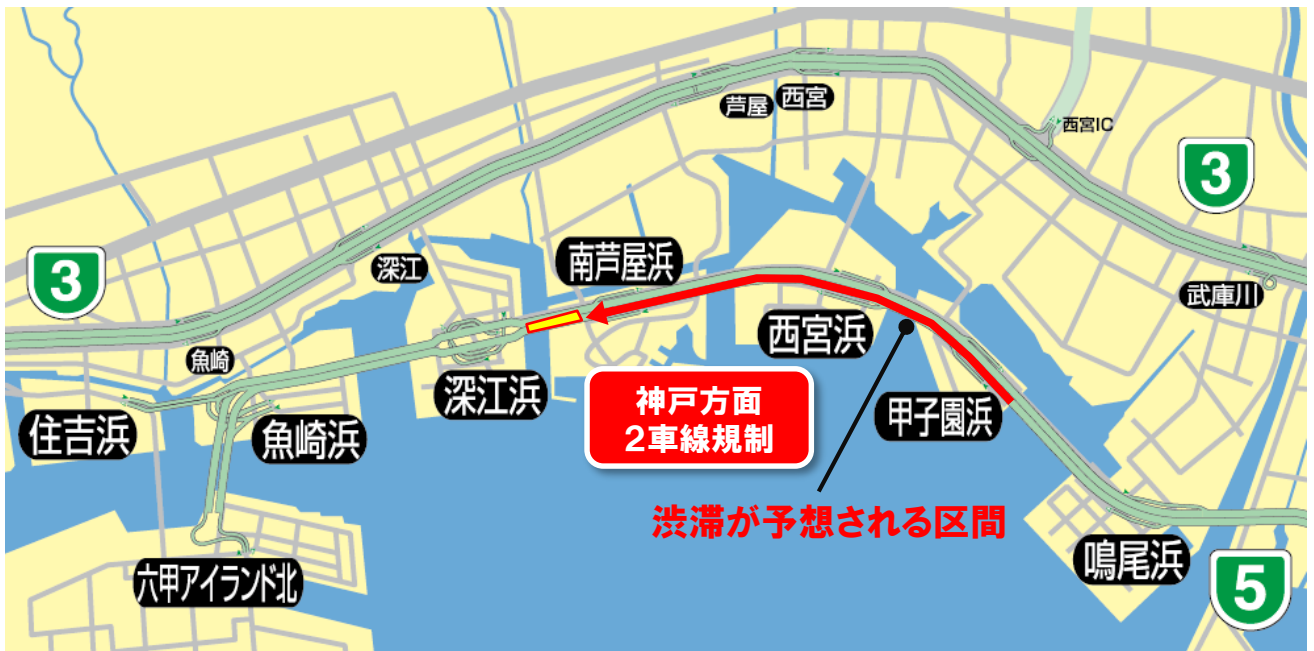 芦屋
西宮
西宮IC
3
3
深江
南芦屋浜
武庫川
魚崎
西宮浜
深江浜
神戸方面
2車線規制
甲子園浜
住吉浜
魚崎浜
渋滞が予想される区間
鳴尾浜
六甲アイランド北
5